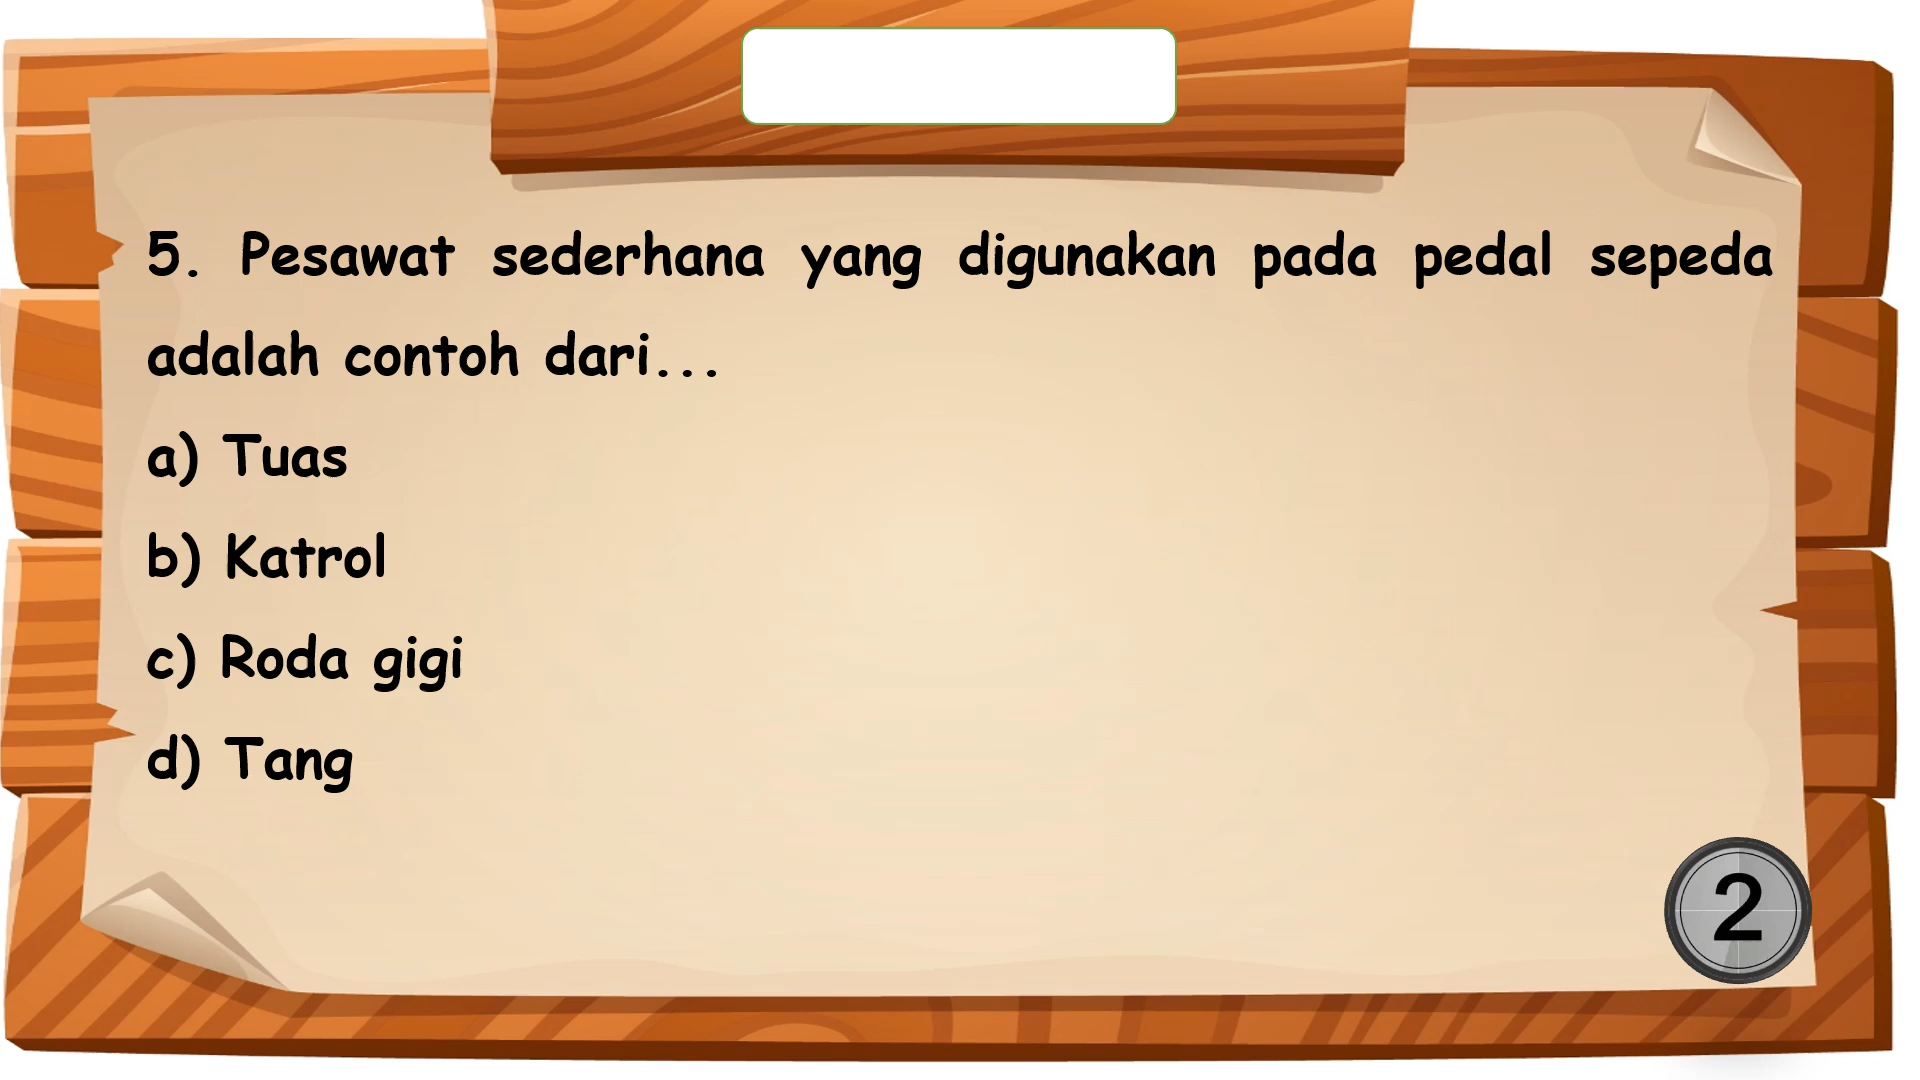 5. Pesawat sederhana yang digunakan pada pedal sepeda
adalah contoh dari...
a) Tuas
b) Katrol
c) Roda gigi
d) Tang
2